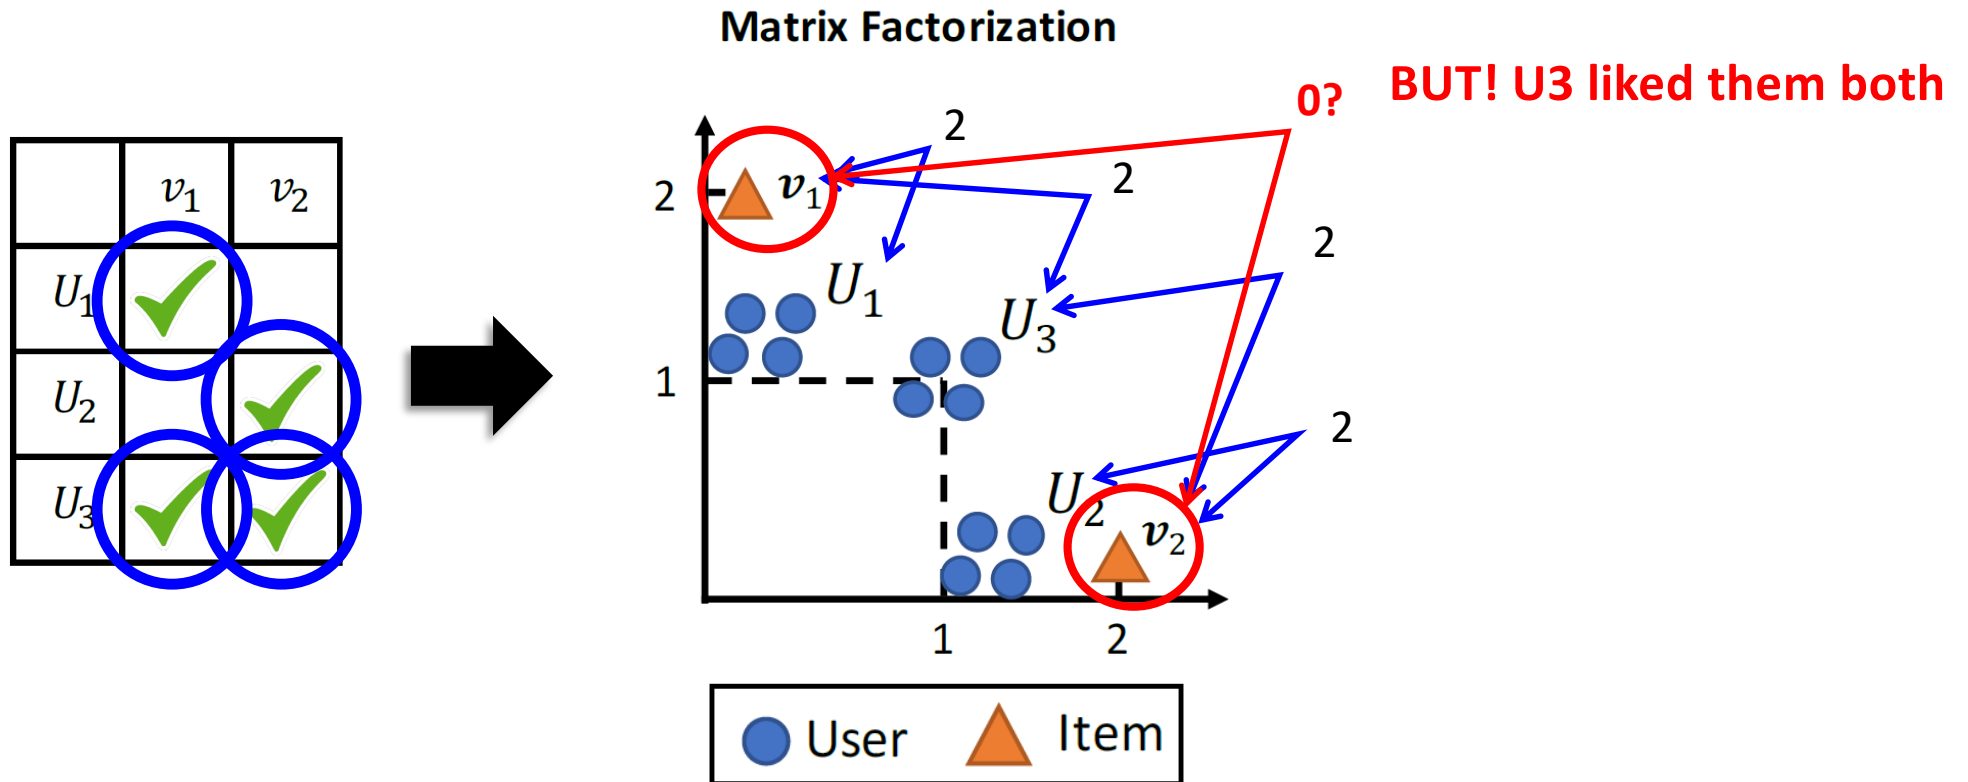 Matrix Factorization
0? BUT! U3 liked them both
2
2
2
2
v₁ v₂
U₁
U₂
U₃
2
1
v₁
U₁
U₃
U₂
v₂
1 2
User Item